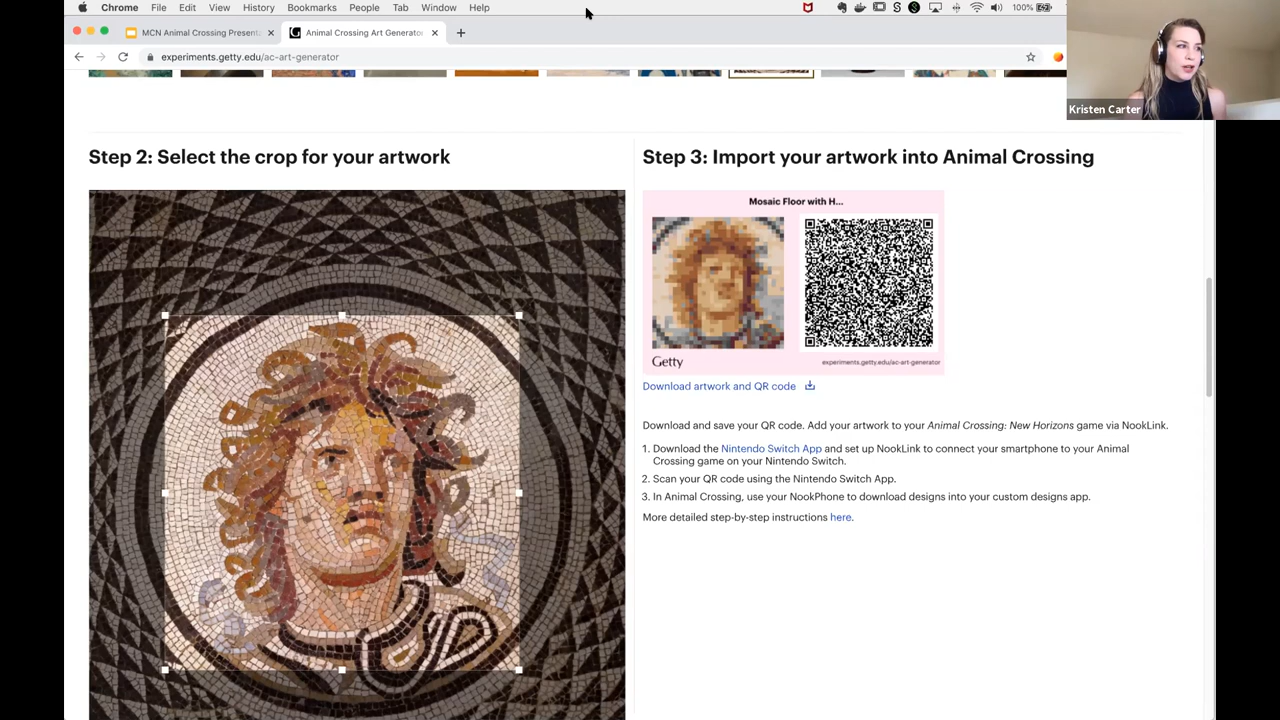 Chrome File Edit View History Bookmarks People Tab Window Help 100%
MCN Animal Crossing Present
Animal Crossing Art Generator
experiments.getty.edu/ac-art-generator
Kristen Carter
Step 2: Select the crop for your artwork
Step 3: Import your artwork into Animal Crossing
Mosaic Floor with H...
Getty
experiments.getty.edu/ac-art-generator
Download artwork and QR code
Download and save your QR code. Add your artwork to your Animal Crossing: New Horizons game via NookLink.
1. Download the Nintendo Switch App and set up NookLink to connect your smartphone to your Animal
Crossing game on your Nintendo Switch.
2. Scan your QR code using the Nintendo Switch App.
3. In Animal Crossing, use your NookPhone to download designs into your custom designs app.
More detailed step-by-step instructions here.